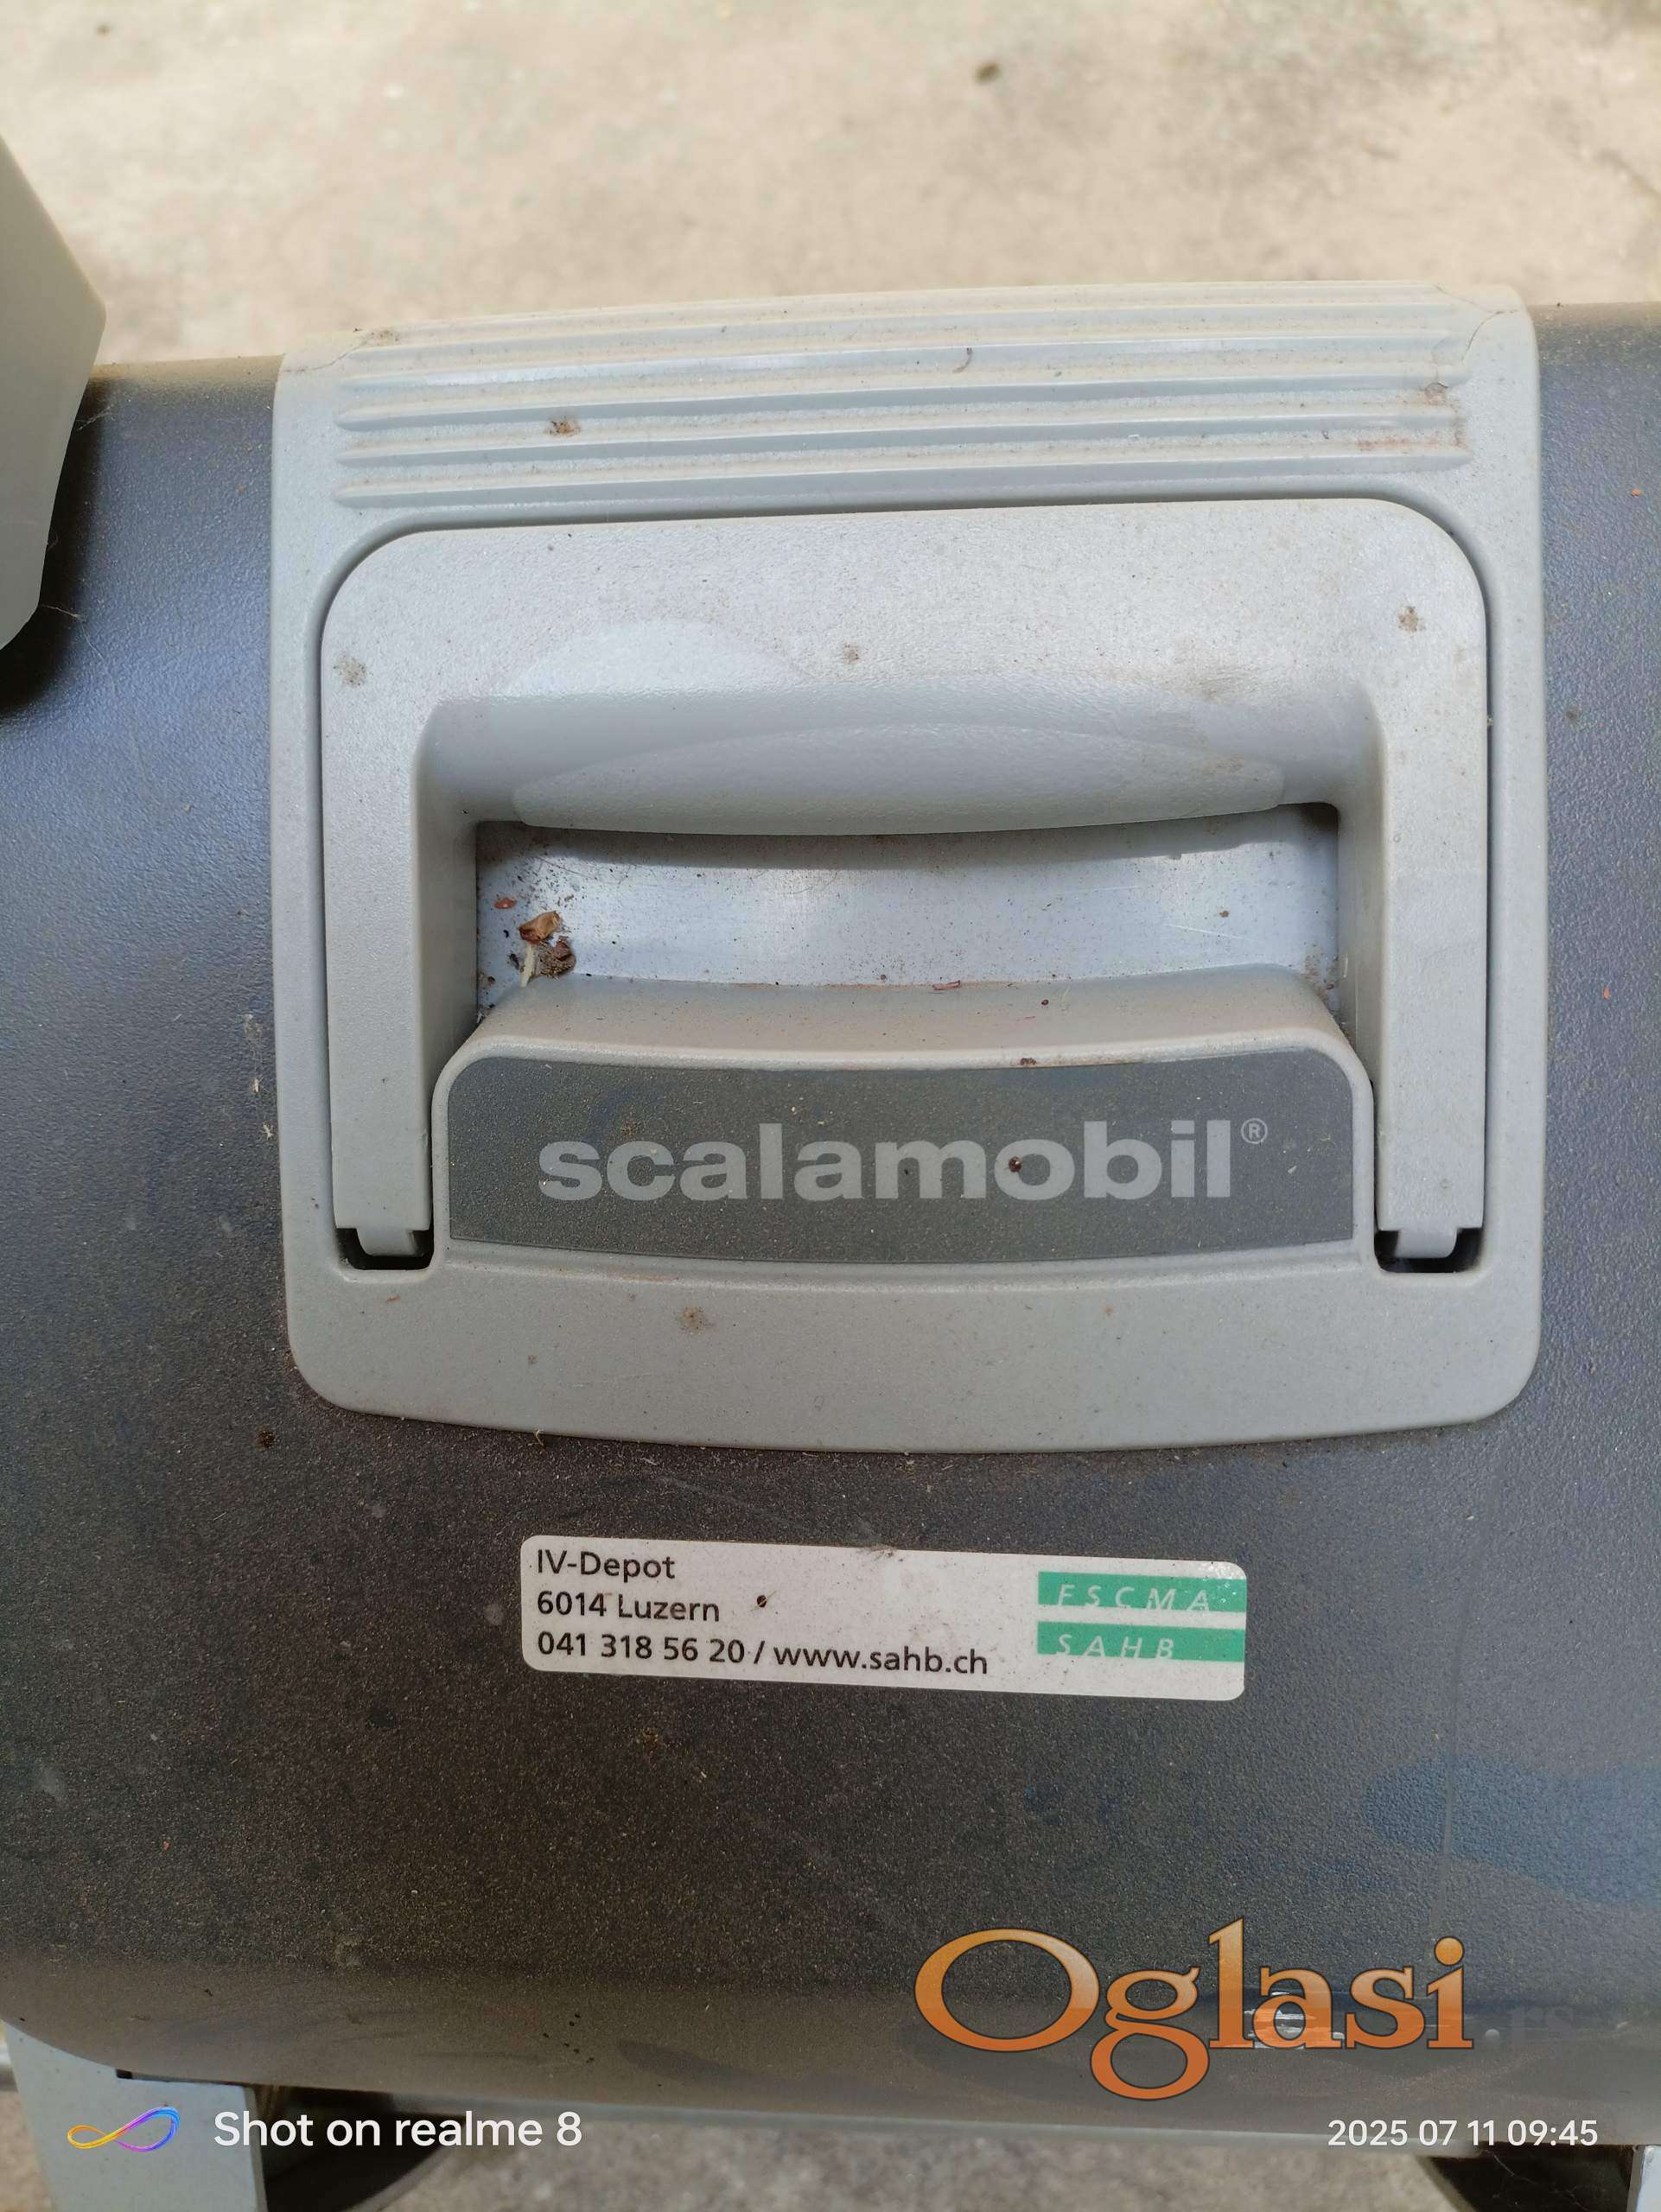 scalamobil®
IV-Depot
6014 Luzern
041 318 56 20 / www.sahb.ch
FSCMA
SAHB
Oglasi
Shot on realme 8
2025 07 11 09:45